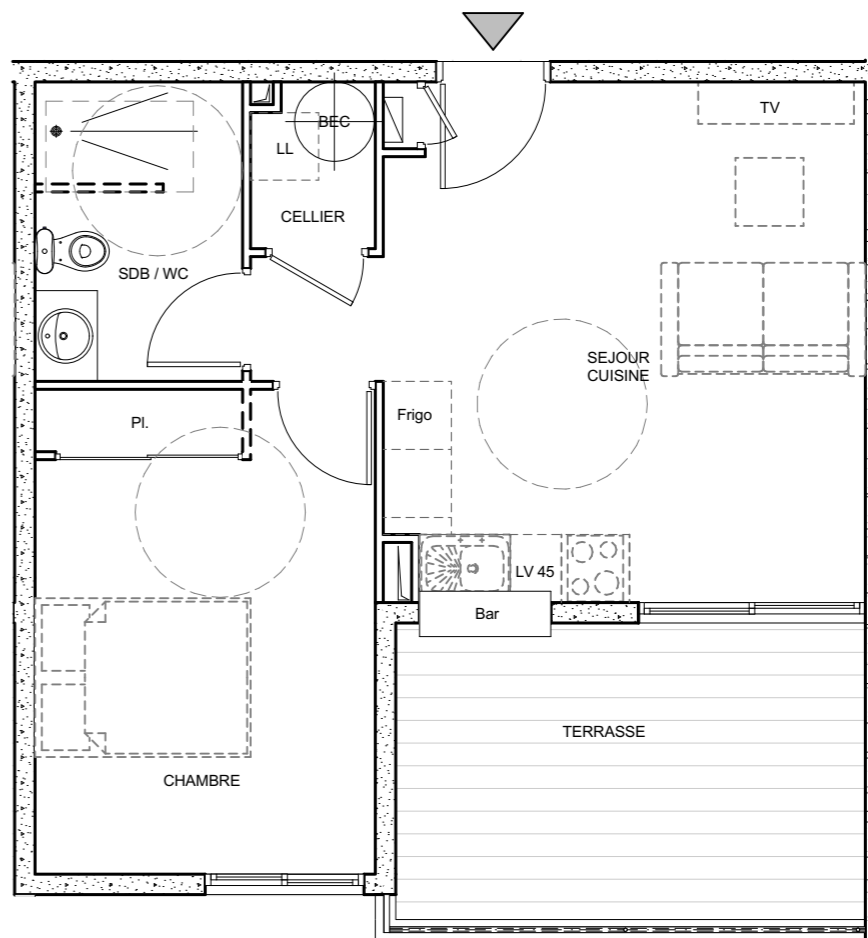 TV
BEC
LL
CELLIER
SDB / WC
SEJOUR
CUISINE
Pl.
Frigo
LV 45
Bar
TERRASSE
CHAMBRE